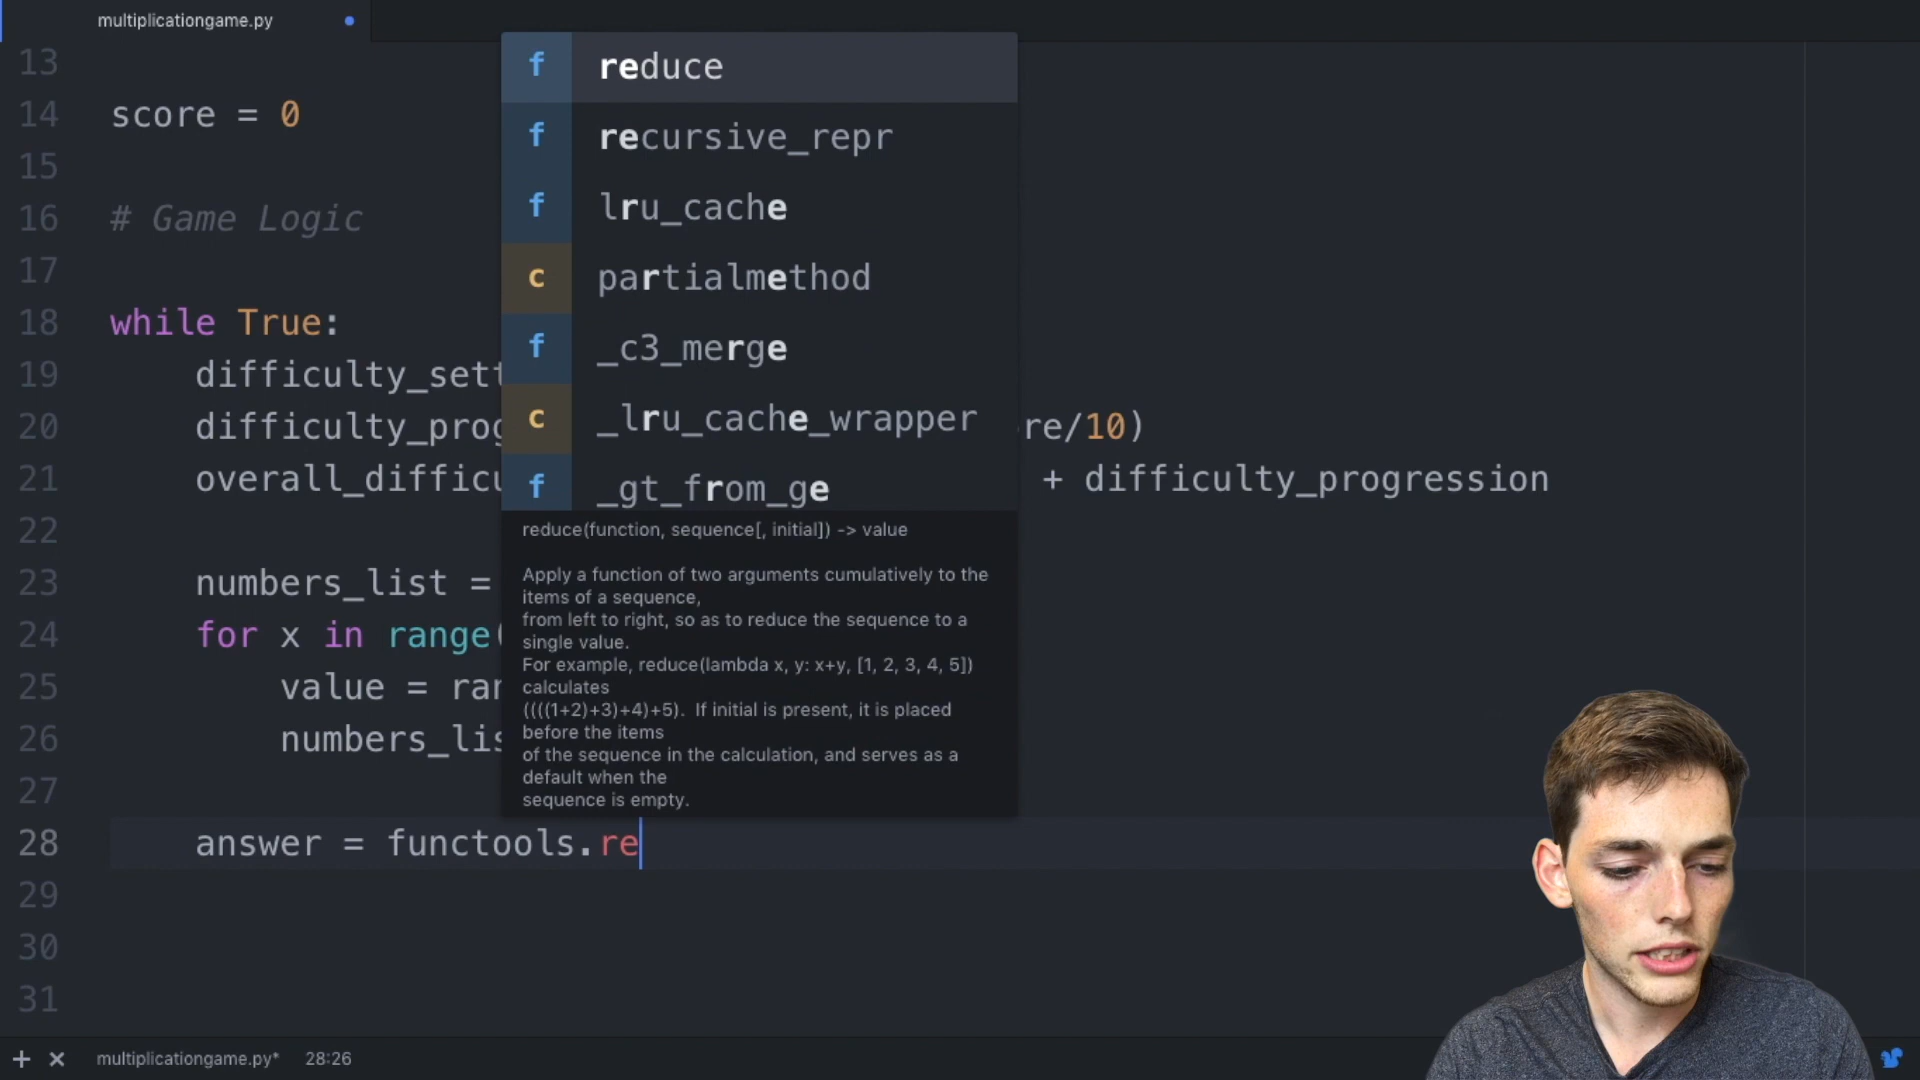 multiplicationgame.py
13
14 score = 0
15
16 # Game Logic
17
18 while True:
19 difficulty_sett
20 difficulty_prog re/10)
21 overall_difficu + difficulty_progression
22
23 numbers_list =
24 for x in range(
25 value = ran
26 numbers_lis
27
28 answer = functools.re
29
30
31
f reduce
f recursive_repr
f lru_cache
c partialmethod
f _c3_merge
c _lru_cache_wrapper
f _gt_from_ge
reduce(function, sequence[, initial]) -> value
Apply a function of two arguments cumulatively to the
items of a sequence,
from left to right, so as to reduce the sequence to a
single value.
For example, reduce(lambda x, y: x+y, [1, 2, 3, 4, 5])
calculates
((((1+2)+3)+4)+5). If initial is present, it is placed
before the items
of the sequence in the calculation, and serves as a
default when the
sequence is empty.
multiplicationgame.py* 28:26